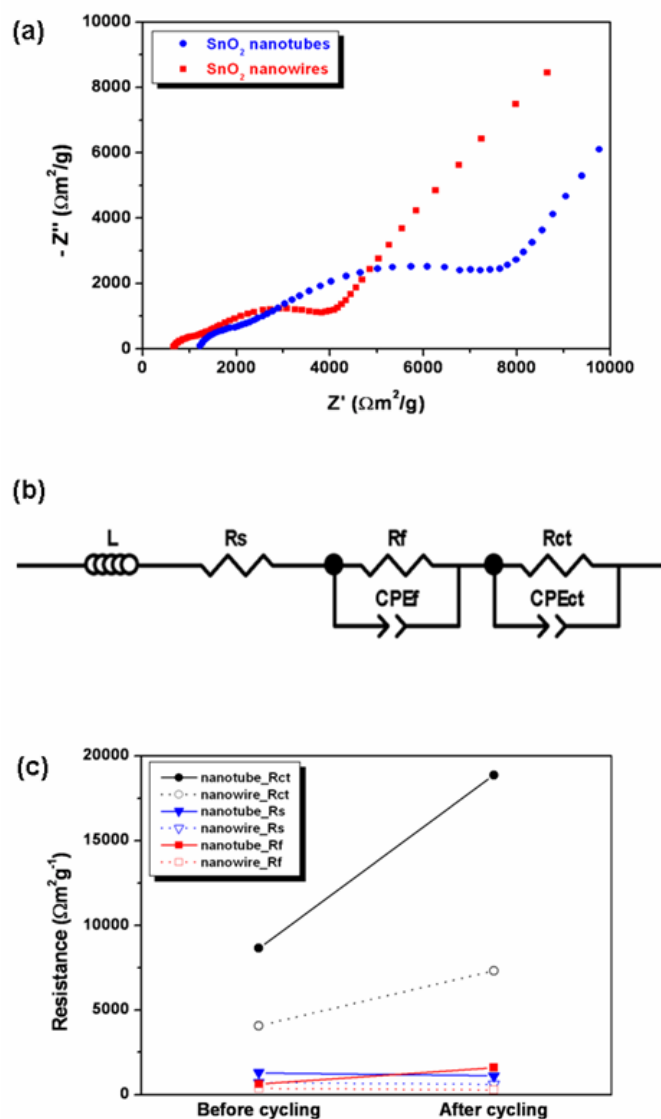 (a)
10000
8000
6000
4000
2000
0
- Z'' (Ωm²/g)
SnO₂ nanotubes
SnO₂ nanowires
0 2000 4000 6000 8000 10000
Z' (Ωm²/g)
(b)
L Rs Rf Rct
CPEf CPEct
(c)
20000
15000
10000
5000
0
Resistance (Ωm²g⁻¹)
nanotube_Rct
nanowire_Rct
nanotube_Rs
nanowire_Rs
nanotube_Rf
nanowire_Rf
Before cycling After cycling